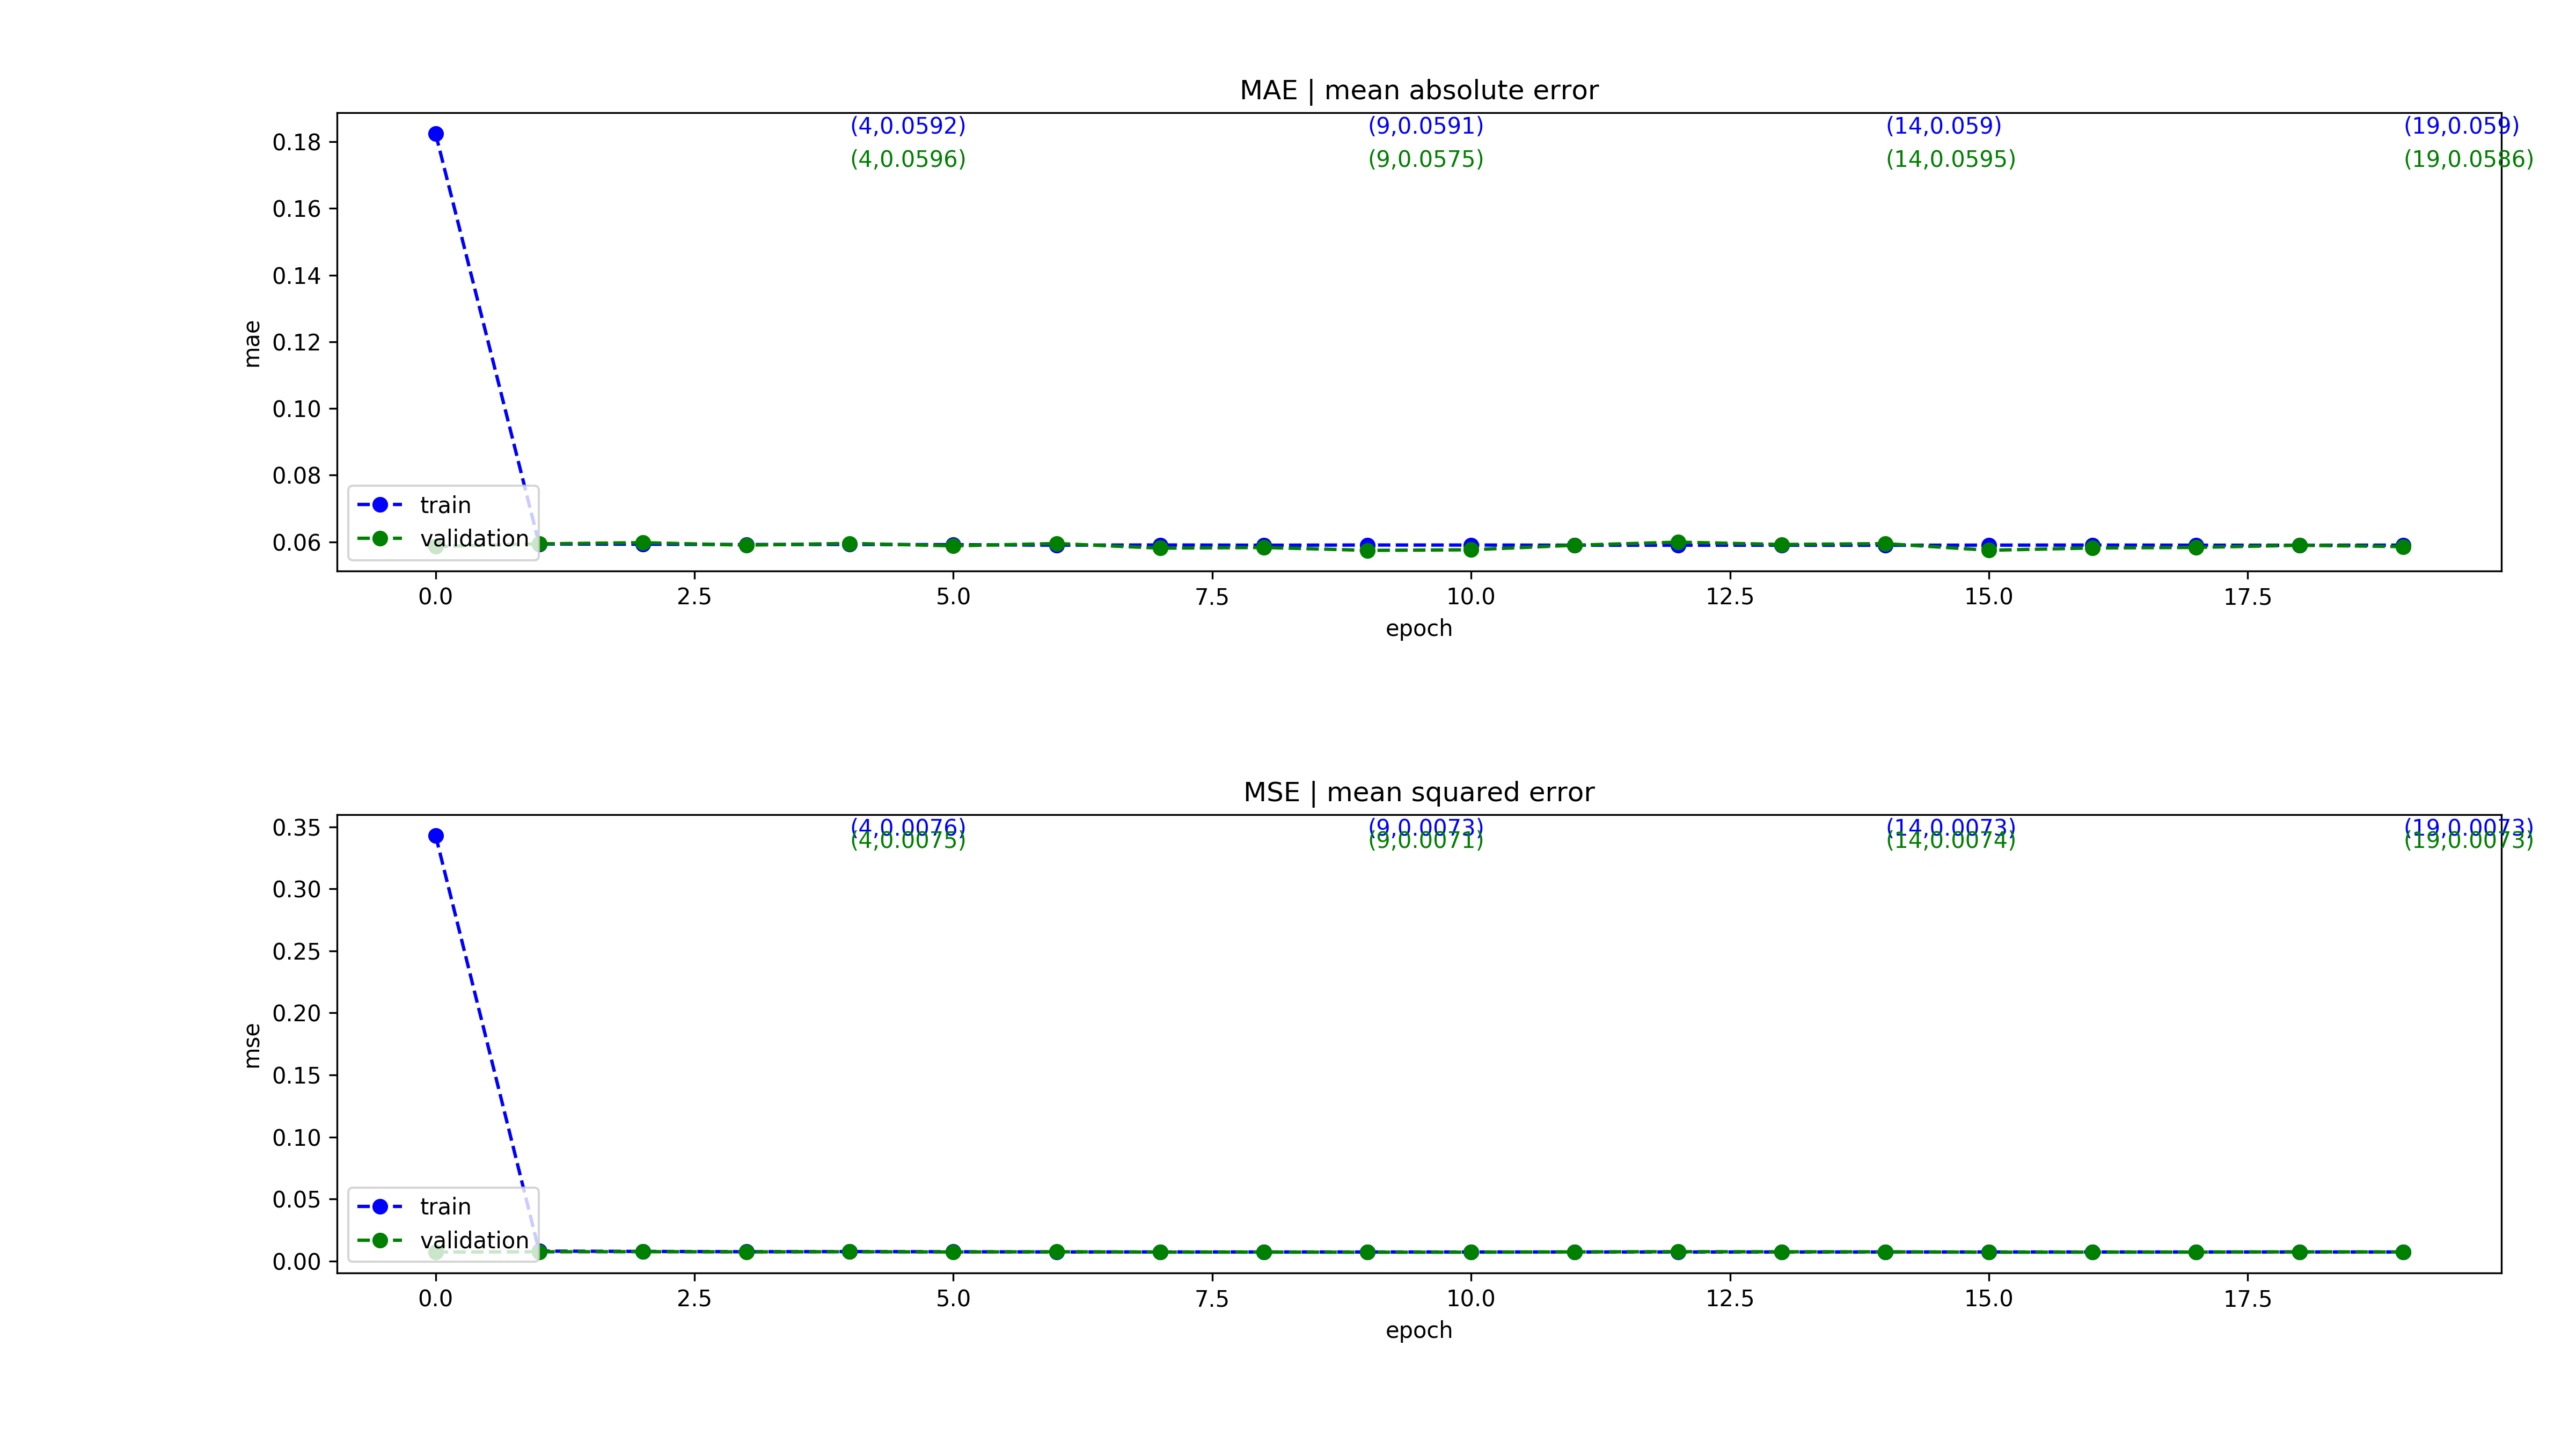 MAE | mean absolute error
(4,0.0592) (9,0.0591) (14,0.059) (19,0.059)
(4,0.0596) (9,0.0575) (14,0.0595) (19,0.0586)
0.18
0.16
0.14
0.12
0.10
0.08
0.06
mae
train
validation
0.0 2.5 5.0 7.5 10.0 12.5 15.0 17.5
epoch
MSE | mean squared error
(4,0.0076) (9,0.0073) (14,0.0073) (19,0.0073)
(4,0.0075) (9,0.0071) (14,0.0074) (19,0.0073)
0.35
0.30
0.25
0.20
0.15
0.10
0.05
0.00
mse
train
validation
0.0 2.5 5.0 7.5 10.0 12.5 15.0 17.5
epoch